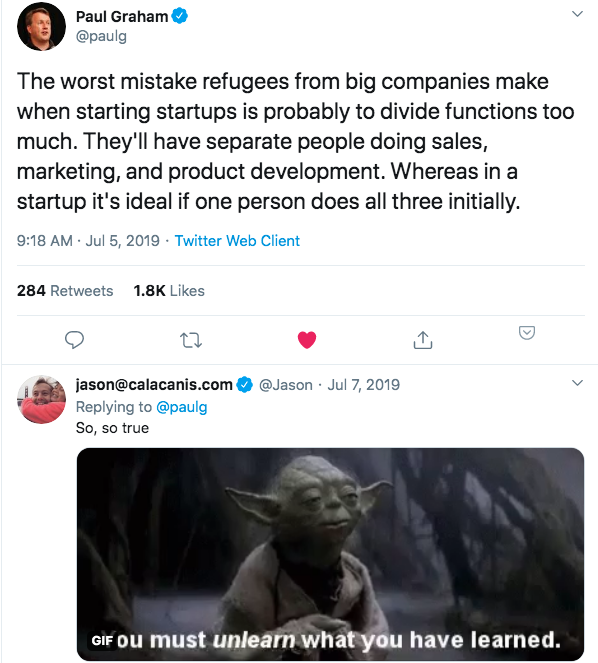 Paul Graham
@paulg
The worst mistake refugees from big companies make
when starting startups is probably to divide functions too
much. They'll have separate people doing sales,
marketing, and product development. Whereas in a
startup it's ideal if one person does all three initially.
9:18 AM · Jul 5, 2019 · Twitter Web Client
284 Retweets 1.8K Likes
jason@calacanis.com @Jason · Jul 7, 2019
Replying to @paulg
So, so true
GIF ou must unlearn what you have learned.